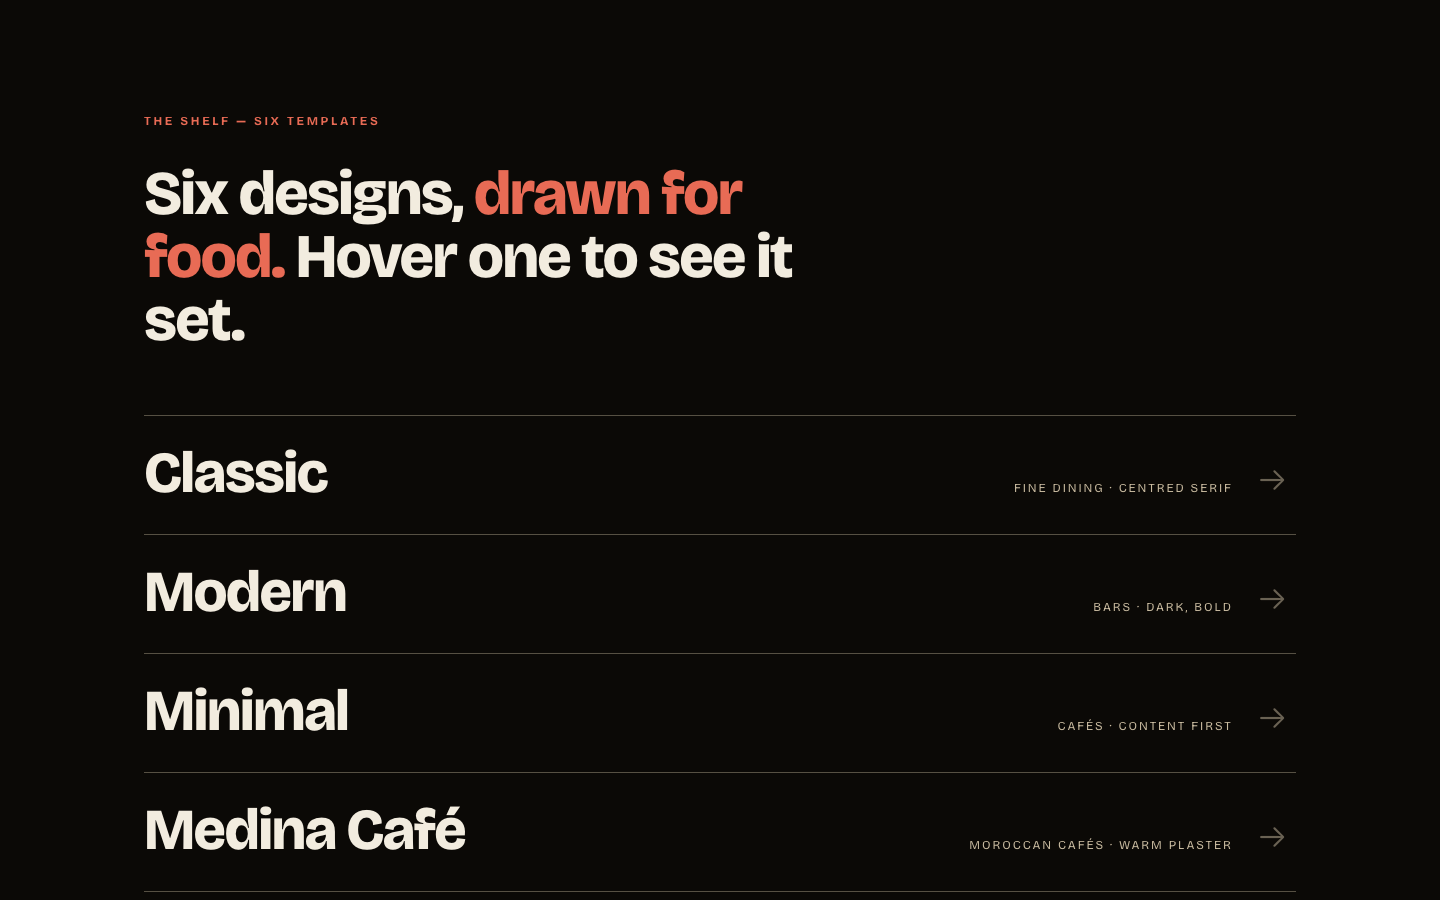 THE SHELF — SIX TEMPLATES
Six designs, drawn for
food. Hover one to see it
set.
Classic
FINE DINING · CENTRED SERIF
Modern
BARS · DARK, BOLD
Minimal
CAFÉS · CONTENT FIRST
Medina Café
MOROCCAN CAFÉS · WARM PLASTER